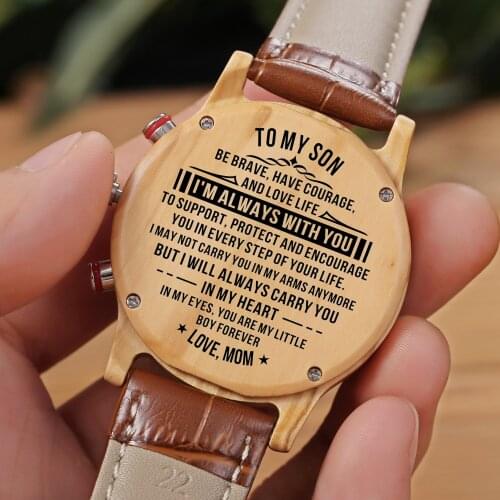 TO MY SON
BE BRAVE, HAVE COURAGE,
AND LOVE LIFE
I'M ALWAYS WITH YOU
TO SUPPORT, PROTECT AND ENCOURAGE
YOU IN EVERY STEP OF YOUR LIFE.
I MAY NOT CARRY YOU IN MY ARMS ANYMORE
BUT I WILL ALWAYS CARRY YOU
IN MY HEART
IN MY EYES, YOU ARE MY LITTLE
BOY FOREVER
LOVE, MOM
22